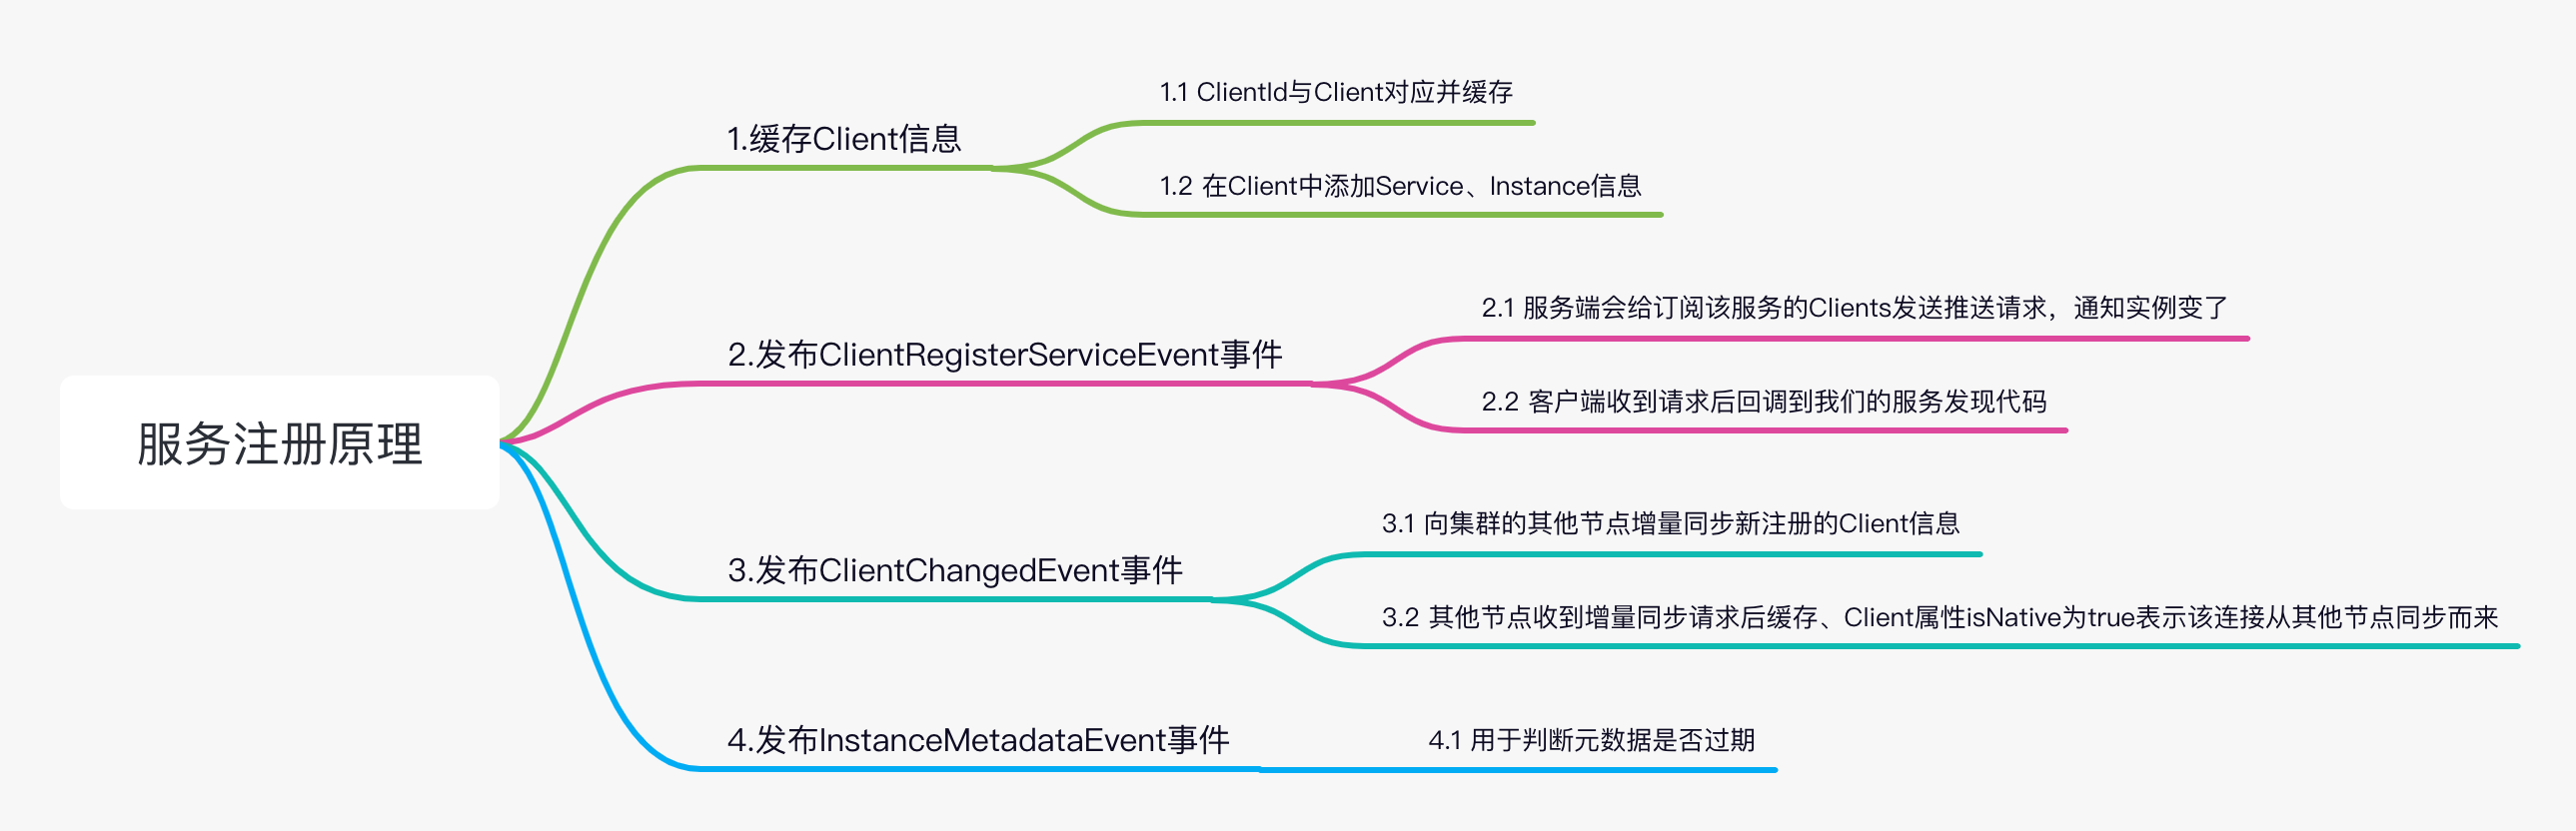 服务注册原理
1.缓存Client信息
1.1 ClientId与Client对应并缓存
1.2 在Client中添加Service、Instance信息
2.发布ClientRegisterServiceEvent事件
2.1 服务端会给订阅该服务的Clients发送推送请求，通知实例变了
2.2 客户端收到请求后回调到我们的服务发现代码
3.发布ClientChangedEvent事件
3.1 向集群的其他节点增量同步新注册的Client信息
3.2 其他节点收到增量同步请求后缓存、Client属性isNative为true表示该连接从其他节点同步而来
4.发布InstanceMetadataEvent事件
4.1 用于判断元数据是否过期